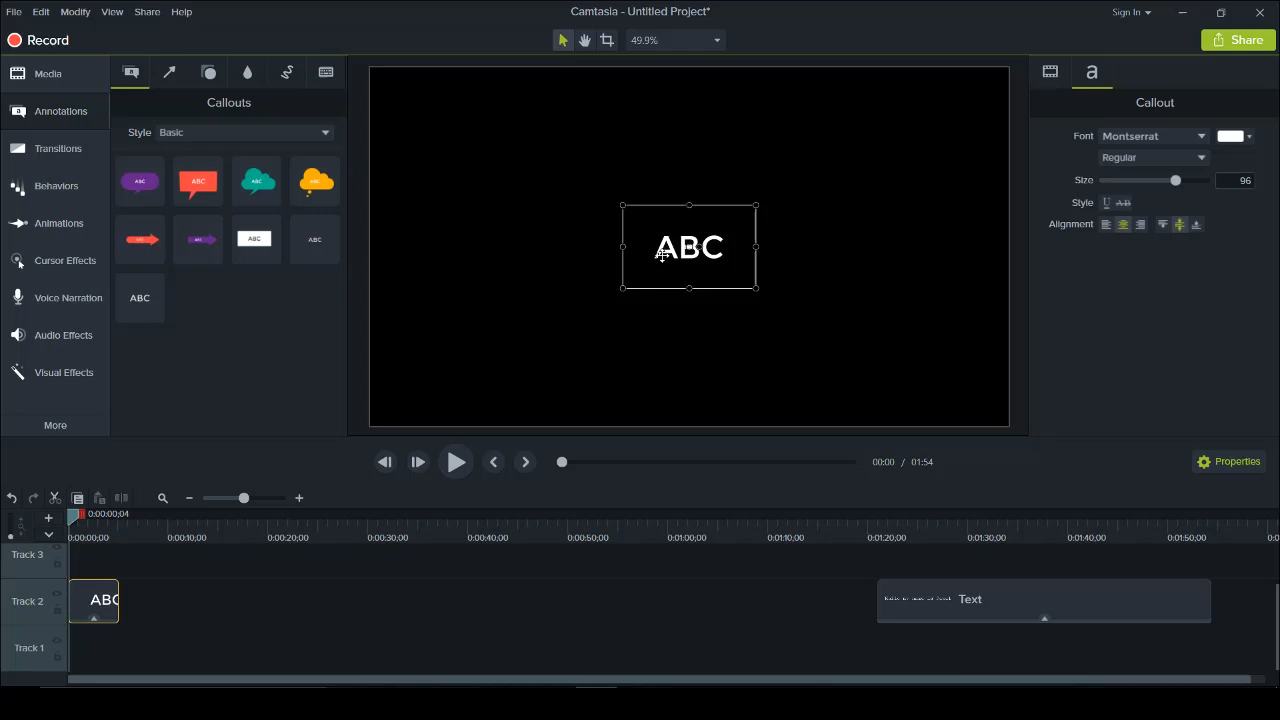 File Edit Modify View Share Help
Camtasia - Untitled Project*
Sign In
Record
49.9%
Share
Media
Annotations
Transitions
Behaviors
Animations
Cursor Effects
Voice Narration
Audio Effects
Visual Effects
More
Callouts
Style Basic
ABC ABC ABC ABC
ABC ABC ABC ABC
ABC
ABC
a
Callout
Font Montserrat
Regular
Size 96
Style U AB
Alignment
00:00 / 01:54
Properties
0:00:00;04
0:00:00;00 0:00:10;00 0:00:20;00 0:00:30;00 0:00:40;00 0:00:50;00 0:01:00;00 0:01:10;00 0:01:20;00 0:01:30;00 0:01:40;00 0:01:50;00
Track 3
Track 2
ABC
Text
Track 1